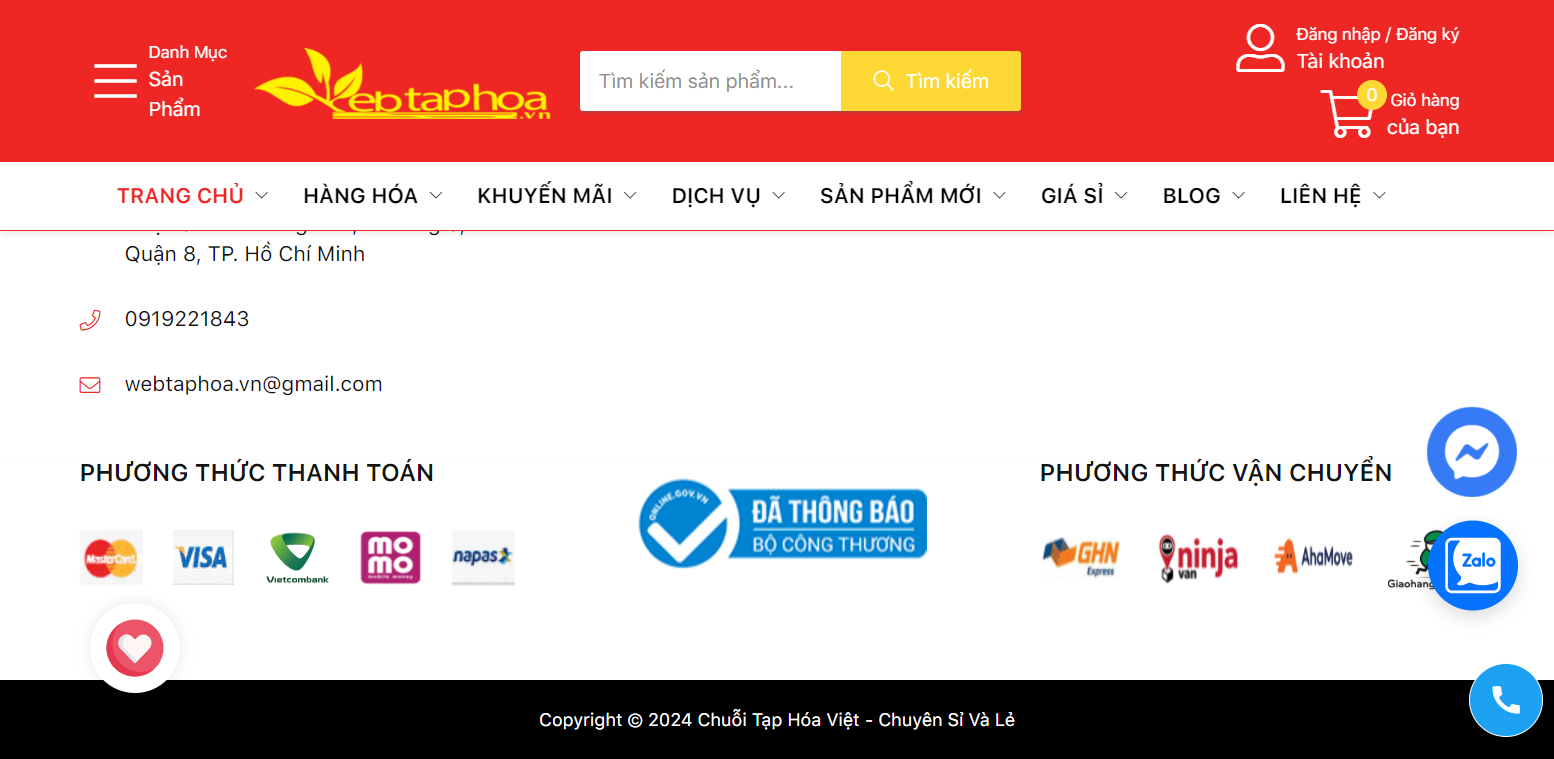 Danh Mục
Sản
Phẩm
ebtaphoa
.vn
Tìm kiếm sản phẩm...
Tìm kiếm
Đăng nhập / Đăng ký
Tài khoản
0
Giỏ hàng
của bạn
TRANG CHỦ
HÀNG HÓA
KHUYẾN MÃI
DỊCH VỤ
SẢN PHẨM MỚI
GIÁ SỈ
BLOG
LIÊN HỆ
Quận 8, TP. Hồ Chí Minh
0919221843
webtaphoa.vn@gmail.com
PHƯƠNG THỨC THANH TOÁN
MasterCard
VISA
Vietcombank
mo
mo
mobile money
napas
ONLINE.GOV.VN
ĐÃ THÔNG BÁO
BỘ CÔNG THƯƠNG
PHƯƠNG THỨC VẬN CHUYỂN
GHN
Express
ninja
van
AhaMove
Giaohang
Zalo
Copyright © 2024 Chuỗi Tạp Hóa Việt - Chuyên Sỉ Và Lẻ